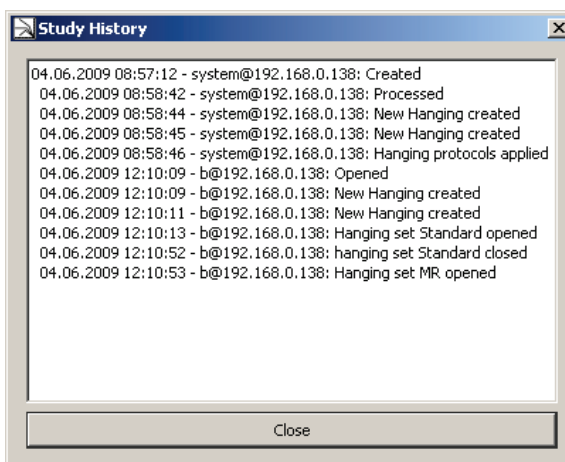 Study History
04.06.2009 08:57:12 - system@192.168.0.138: Created
04.06.2009 08:58:42 - system@192.168.0.138: Processed
04.06.2009 08:58:44 - system@192.168.0.138: New Hanging created
04.06.2009 08:58:45 - system@192.168.0.138: New Hanging created
04.06.2009 08:58:46 - system@192.168.0.138: Hanging protocols applied
04.06.2009 12:10:09 - b@192.168.0.138: Opened
04.06.2009 12:10:09 - b@192.168.0.138: New Hanging created
04.06.2009 12:10:11 - b@192.168.0.138: New Hanging created
04.06.2009 12:10:13 - b@192.168.0.138: Hanging set Standard opened
04.06.2009 12:10:52 - b@192.168.0.138: hanging set Standard closed
04.06.2009 12:10:53 - b@192.168.0.138: Hanging set MR opened
Close